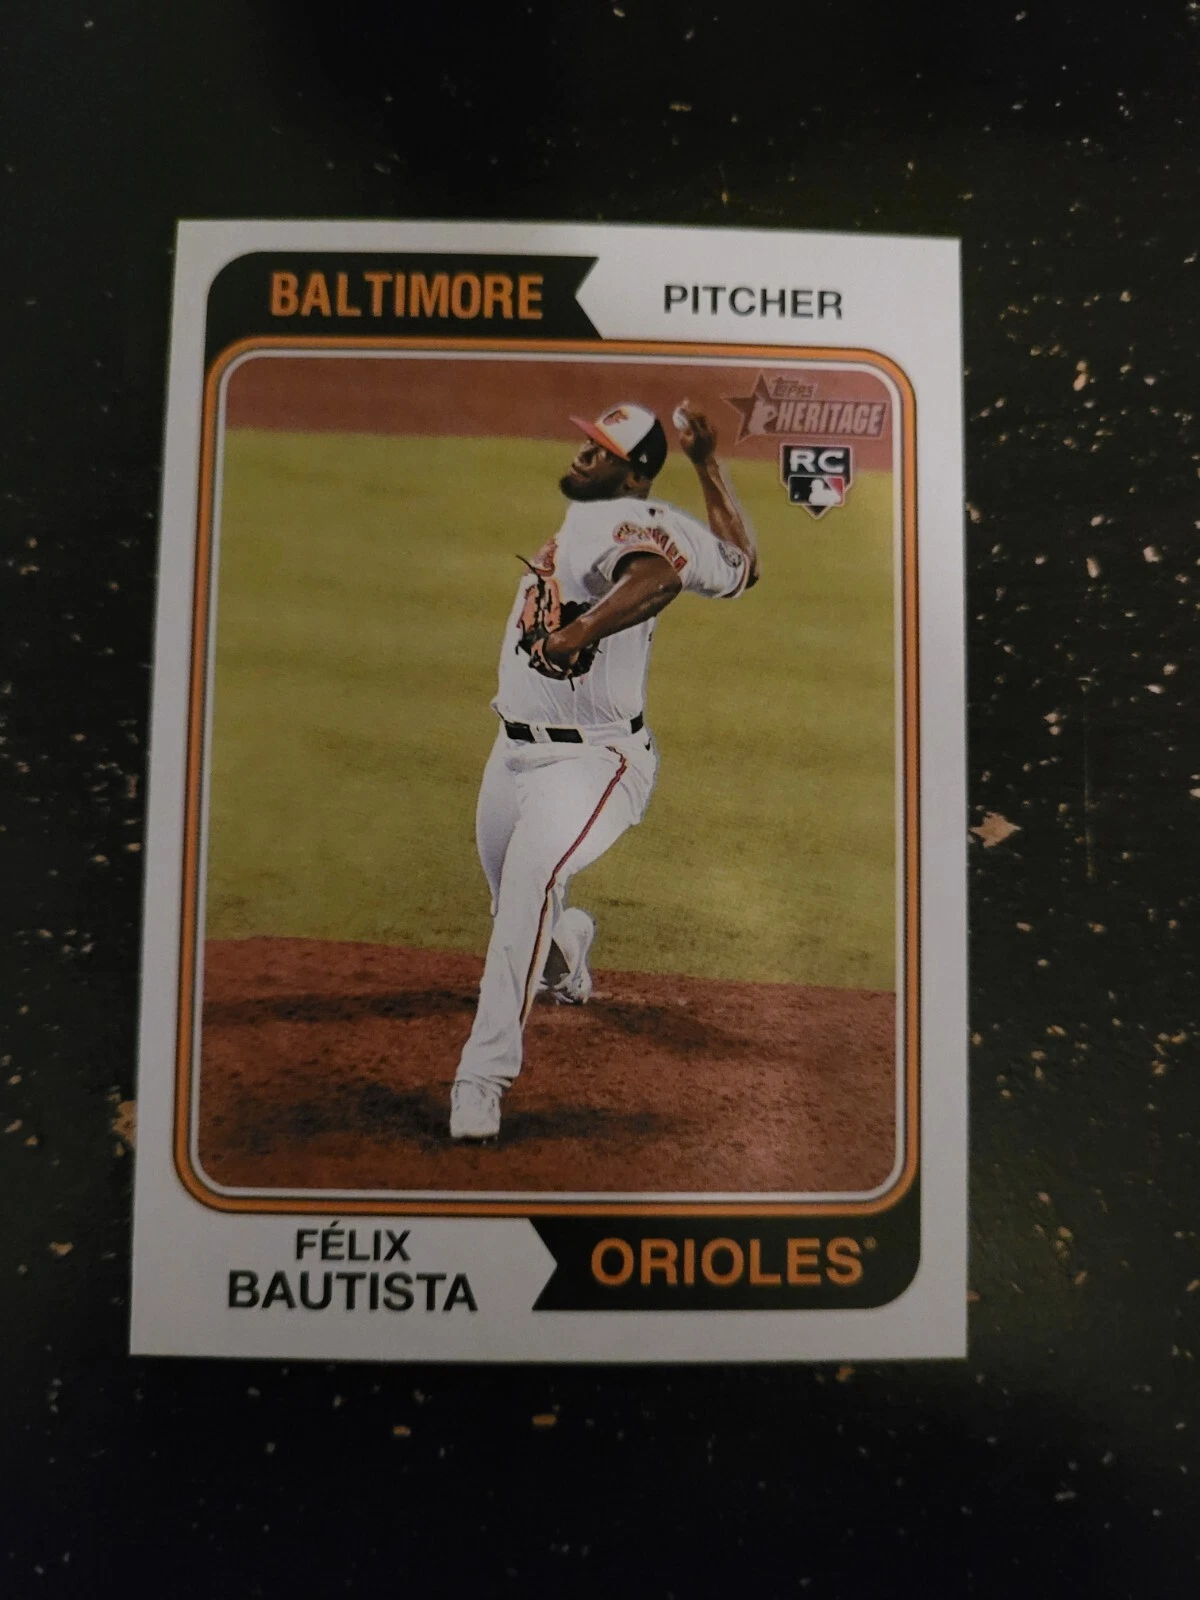 BALTIMORE
PITCHER
Topps
HERITAGE
RC
FÉLIX
BAUTISTA
ORIOLES®